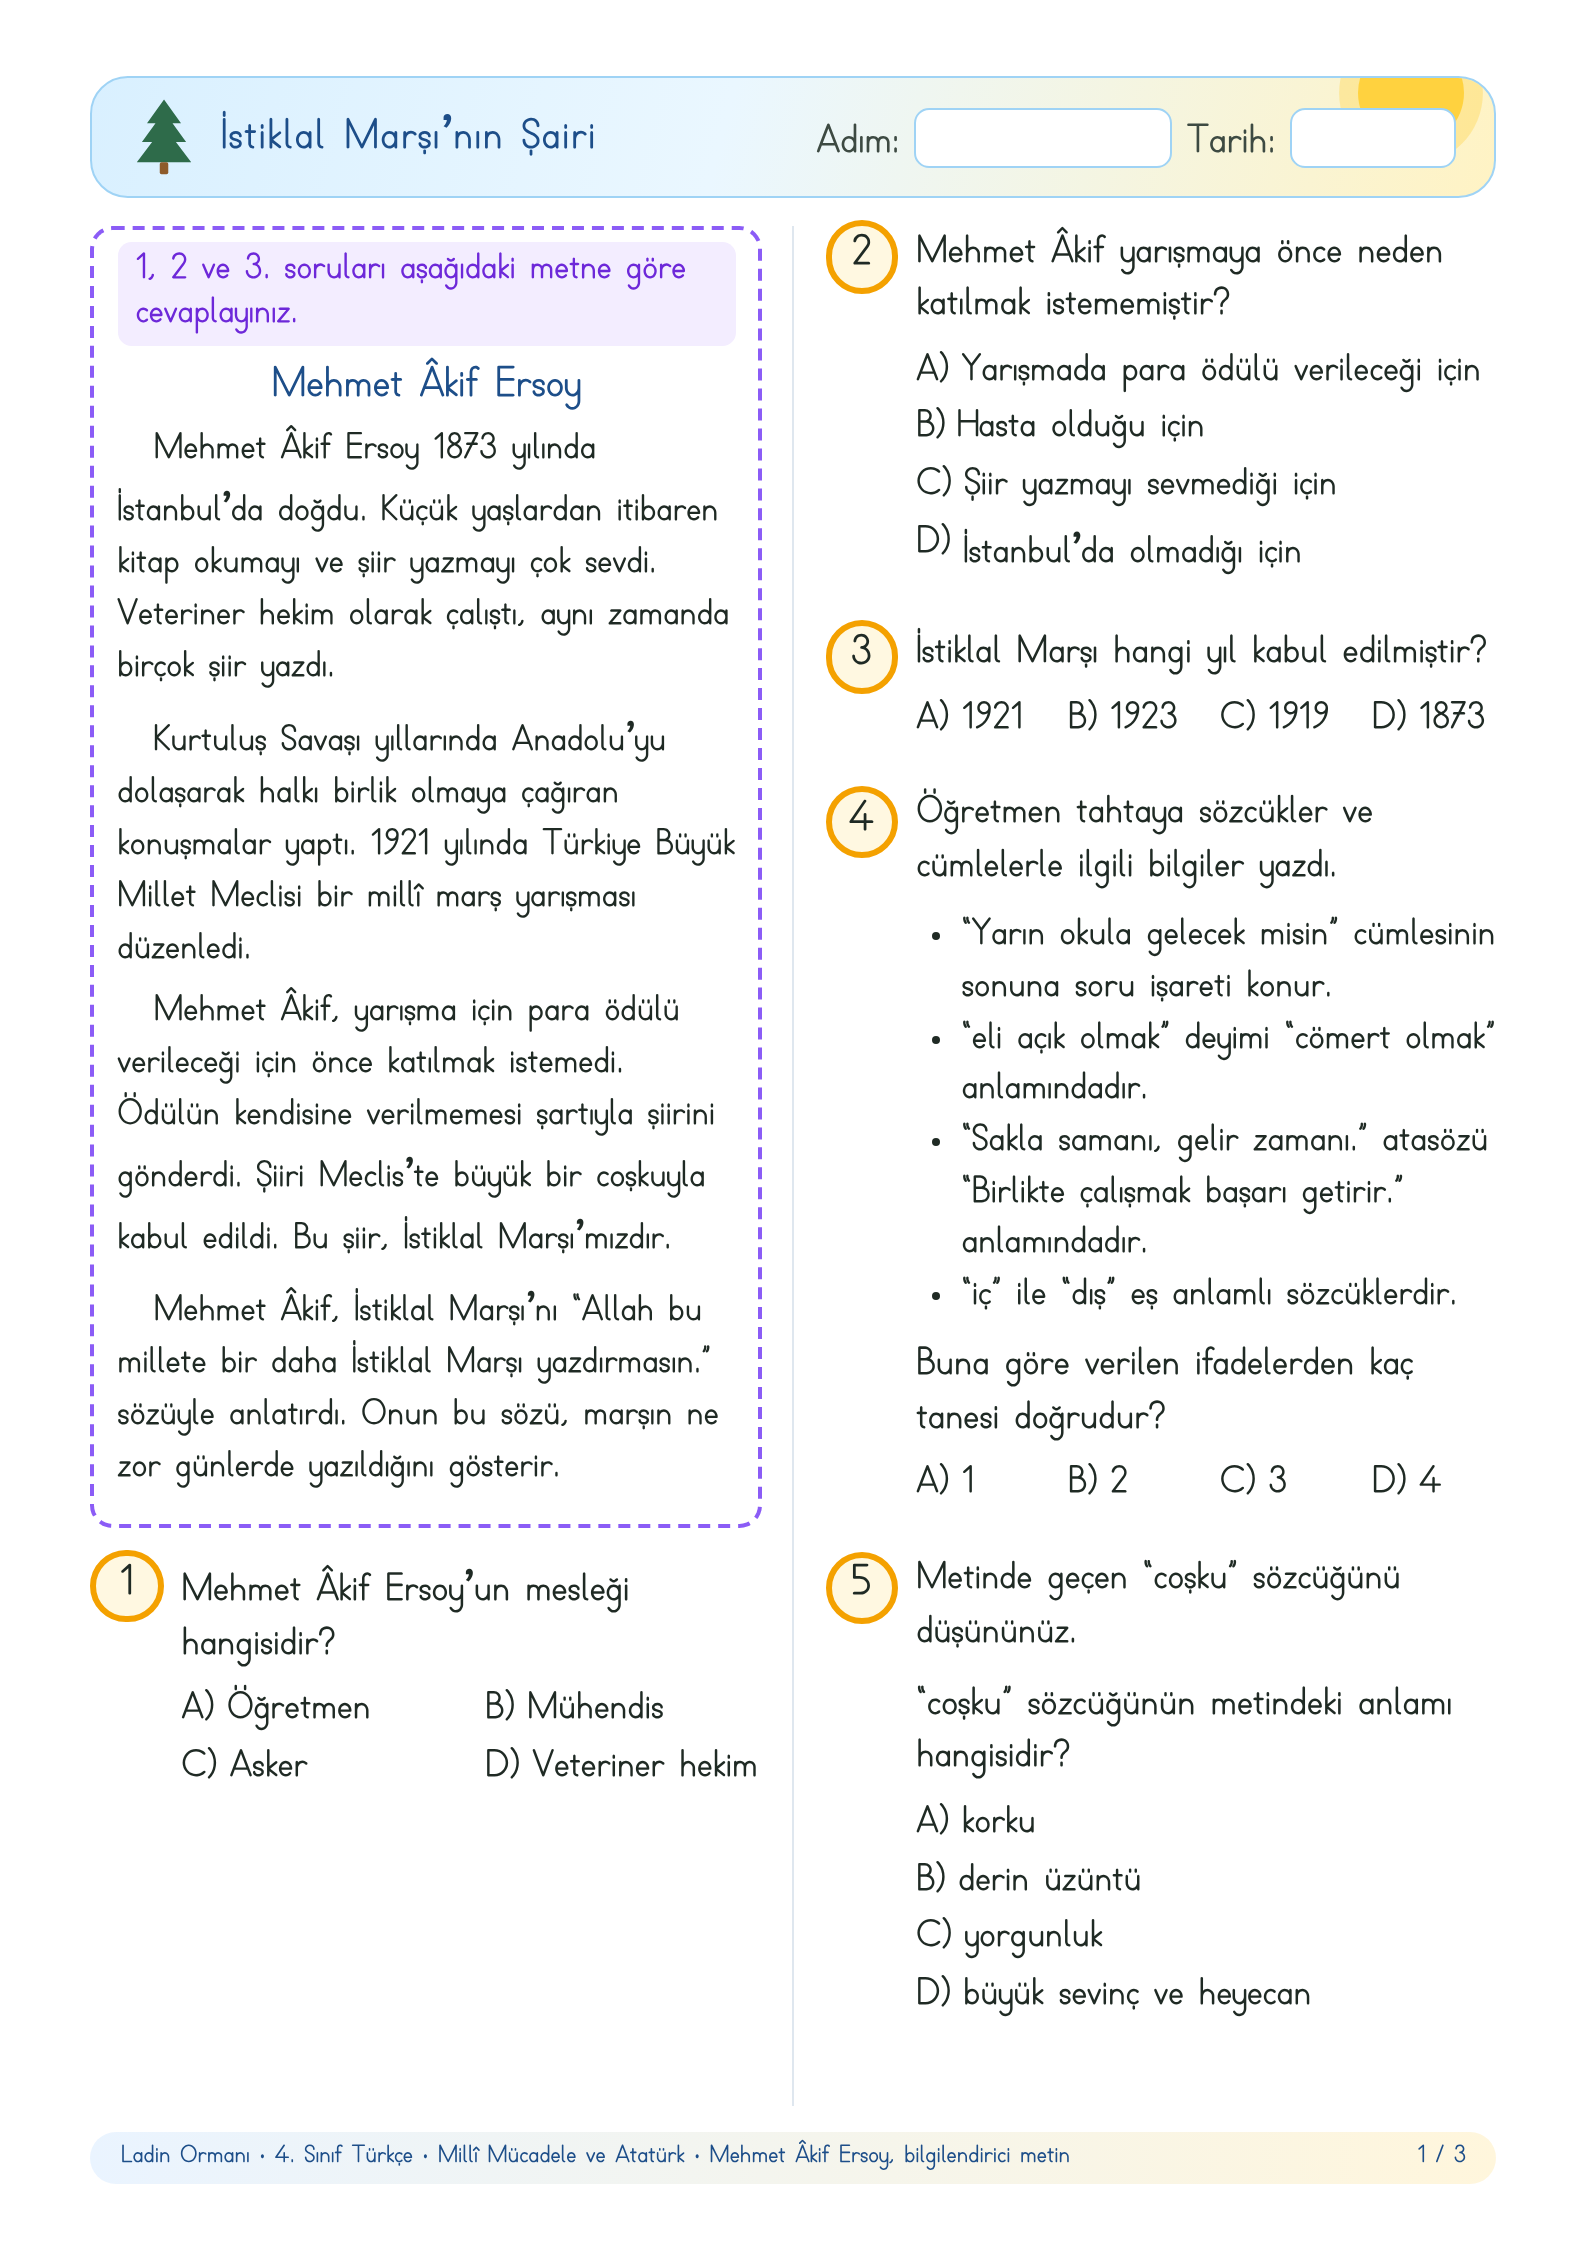 İstiklal Marşı’nın Şairi
Adım:
Tarih:
1, 2 ve 3. soruları aşağıdaki metne göre
cevaplayınız.
Mehmet Âkif Ersoy
Mehmet Âkif Ersoy 1873 yılında
İstanbul’da doğdu. Küçük yaşlardan itibaren
kitap okumayı ve şiir yazmayı çok sevdi.
Veteriner hekim olarak çalıştı, aynı zamanda
birçok şiir yazdı.
Kurtuluş Savaşı yıllarında Anadolu’yu
dolaşarak halkı birlik olmaya çağıran
konuşmalar yaptı. 1921 yılında Türkiye Büyük
Millet Meclisi bir millî marş yarışması
düzenledi.
Mehmet Âkif, yarışma için para ödülü
verileceği için önce katılmak istemedi.
Ödülün kendisine verilmemesi şartıyla şiirini
gönderdi. Şiiri Meclis’te büyük bir coşkuyla
kabul edildi. Bu şiir, İstiklal Marşı’mızdır.
Mehmet Âkif, İstiklal Marşı’nı “Allah bu
millete bir daha İstiklal Marşı yazdırmasın.”
sözüyle anlatırdı. Onun bu sözü, marşın ne
zor günlerde yazıldığını gösterir.
1
Mehmet Âkif Ersoy’un mesleği
hangisidir?
A) Öğretmen B) Mühendis
C) Asker D) Veteriner hekim
2
Mehmet Âkif yarışmaya önce neden
katılmak istememiştir?
A) Yarışmada para ödülü verileceği için
B) Hasta olduğu için
C) Şiir yazmayı sevmediği için
D) İstanbul’da olmadığı için
3
İstiklal Marşı hangi yıl kabul edilmiştir?
A) 1921 B) 1923 C) 1919 D) 1873
4
Öğretmen tahtaya sözcükler ve
cümlelerle ilgili bilgiler yazdı.
• “Yarın okula gelecek misin” cümlesinin
sonuna soru işareti konur.
• “eli açık olmak” deyimi “cömert olmak”
anlamındadır.
• “Sakla samanı, gelir zamanı.” atasözü
“Birlikte çalışmak başarı getirir.”
anlamındadır.
• “iç” ile “dış” eş anlamlı sözcüklerdir.
Buna göre verilen ifadelerden kaç
tanesi doğrudur?
A) 1 B) 2 C) 3 D) 4
5
Metinde geçen “coşku” sözcüğünü
düşününüz.
“coşku” sözcüğünün metindeki anlamı
hangisidir?
A) korku
B) derin üzüntü
C) yorgunluk
D) büyük sevinç ve heyecan
Ladin Ormanı • 4. Sınıf Türkçe • Millî Mücadele ve Atatürk • Mehmet Âkif Ersoy, bilgilendirici metin
1 / 3